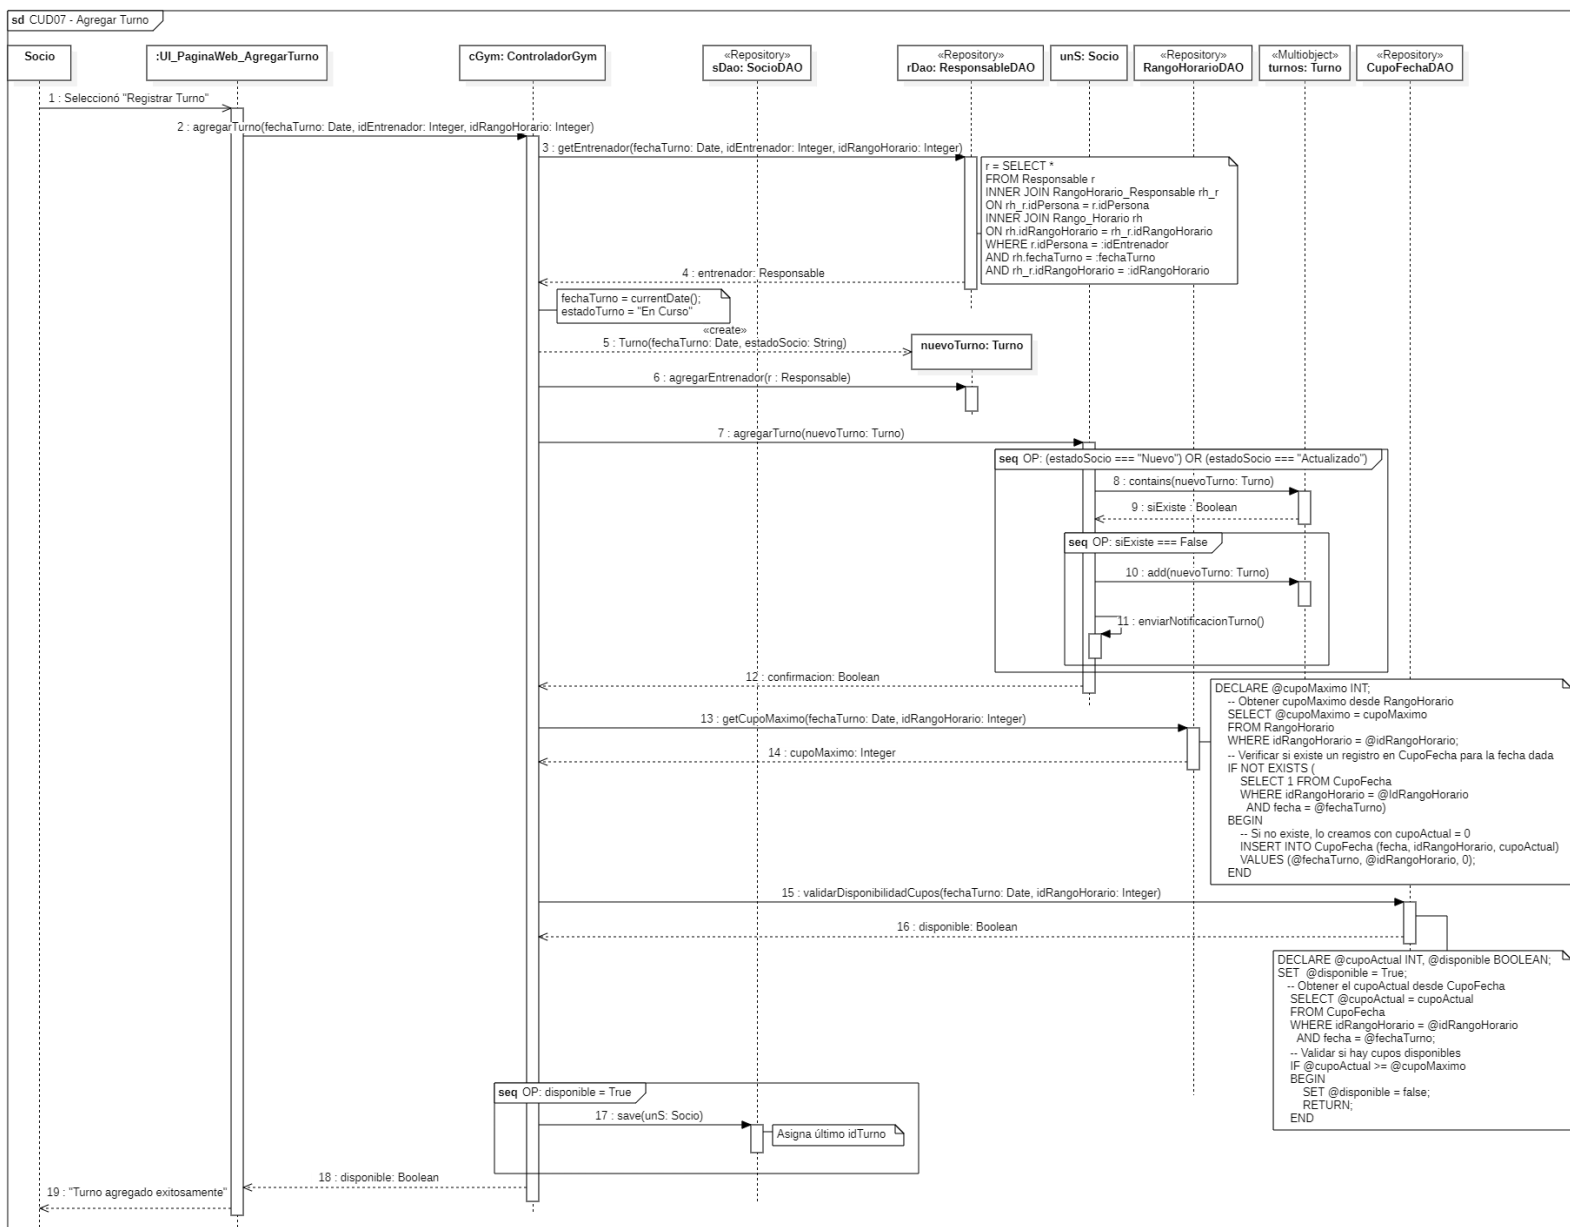 sd CUD07 - Agregar Turno
Socio
:UI_PaginaWeb_AgregarTurno
cGym: ControladorGym
«Repository»
sDao: SocioDAO
«Repository»
rDao: ResponsableDAO
unS: Socio
«Repository»
RangoHorarioDAO
«Multiobject»
turnos: Turno
«Repository»
CupoFechaDAO
1 : Seleccionó "Registrar Turno"
2 : agregarTurno(fechaTurno: Date, idEntrenador: Integer, idRangoHorario: Integer)
3 : getEntrenador(fechaTurno: Date, idEntrenador: Integer, idRangoHorario: Integer)
r = SELECT *
FROM Responsable r
INNER JOIN RangoHorario_Responsable rh_r
ON rh_r.idPersona = r.idPersona
INNER JOIN Rango_Horario rh
ON rh.idRangoHorario = rh_r.idRangoHorario
WHERE r.idPersona = :idEntrenador
AND rh.fechaTurno = :fechaTurno
AND rh_r.idRangoHorario = :idRangoHorario
4 : entrenador: Responsable
fechaTurno = currentDate();
estadoTurno = "En Curso"
«create»
5 : Turno(fechaTurno: Date, estadoSocio: String)
nuevoTurno: Turno
6 : agregarEntrenador(r : Responsable)
7 : agregarTurno(nuevoTurno: Turno)
seq OP: (estadoSocio === "Nuevo") OR (estadoSocio === "Actualizado")
8 : contains(nuevoTurno: Turno)
9 : siExiste : Boolean
seq OP: siExiste === False
10 : add(nuevoTurno: Turno)
11 : enviarNotificacionTurno()
12 : confirmacion: Boolean
13 : getCupoMaximo(fechaTurno: Date, idRangoHorario: Integer)
14 : cupoMaximo: Integer
DECLARE @cupoMaximo INT;
-- Obtener cupoMaximo desde RangoHorario
SELECT @cupoMaximo = cupoMaximo
FROM RangoHorario
WHERE idRangoHorario = @idRangoHorario;
-- Verificar si existe un registro en CupoFecha para la fecha dada
IF NOT EXISTS (
SELECT 1 FROM CupoFecha
WHERE idRangoHorario = @IdRangoHorario
AND fecha = @fechaTurno)
BEGIN
-- Si no existe, lo creamos con cupoActual = 0
INSERT INTO CupoFecha (fecha, idRangoHorario, cupoActual)
VALUES (@fechaTurno, @idRangoHorario, 0);
END
15 : validarDisponibilidadCupos(fechaTurno: Date, idRangoHorario: Integer)
16 : disponible: Boolean
DECLARE @cupoActual INT, @disponible BOOLEAN;
SET @disponible = True;
-- Obtener el cupoActual desde CupoFecha
SELECT @cupoActual = cupoActual
FROM CupoFecha
WHERE idRangoHorario = @idRangoHorario
AND fecha = @fechaTurno;
-- Validar si hay cupos disponibles
IF @cupoActual >= @cupoMaximo
BEGIN
SET @disponible = false;
RETURN;
END
seq OP: disponible = True
17 : save(unS: Socio)
Asigna último idTurno
18 : disponible: Boolean
19 : "Turno agregado exitosamente"